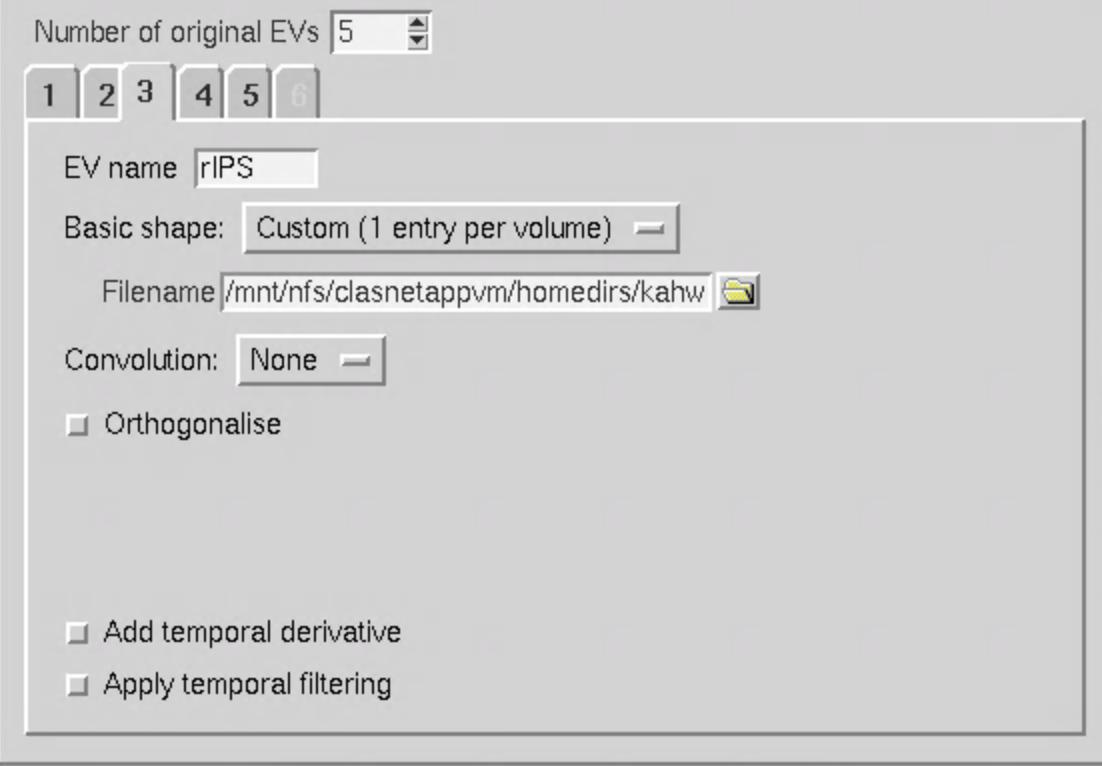 Number of original EVs 5
1 2 3 4 5 6
EV name rIPS
Basic shape: Custom (1 entry per volume)
Filename /mnt/nfs/clasnetappvm/homedirs/kahw
Convolution: None
Orthogonalise
Add temporal derivative
Apply temporal filtering